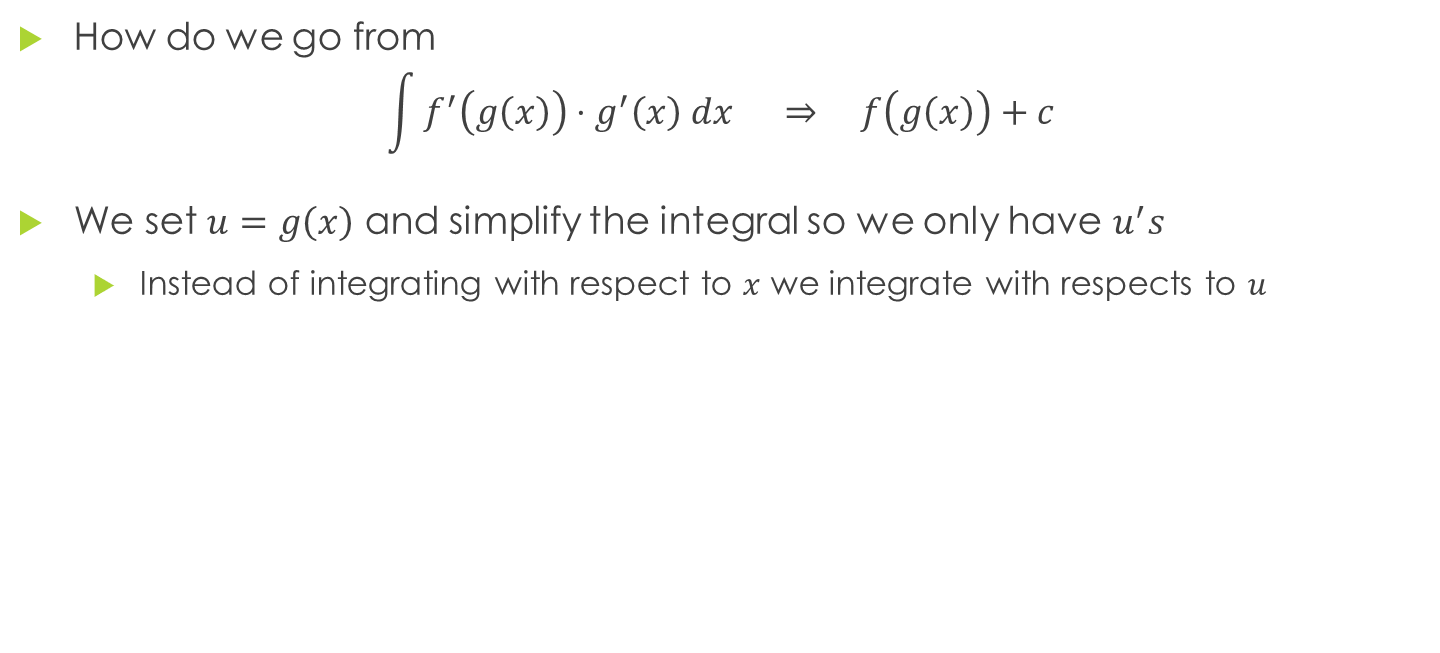 How do we go from
∫ f′(g(x)) · g′(x) dx ⇒ f(g(x)) + c
We set u = g(x) and simplify the integral so we only have u′s
Instead of integrating with respect to x we integrate with respects to u